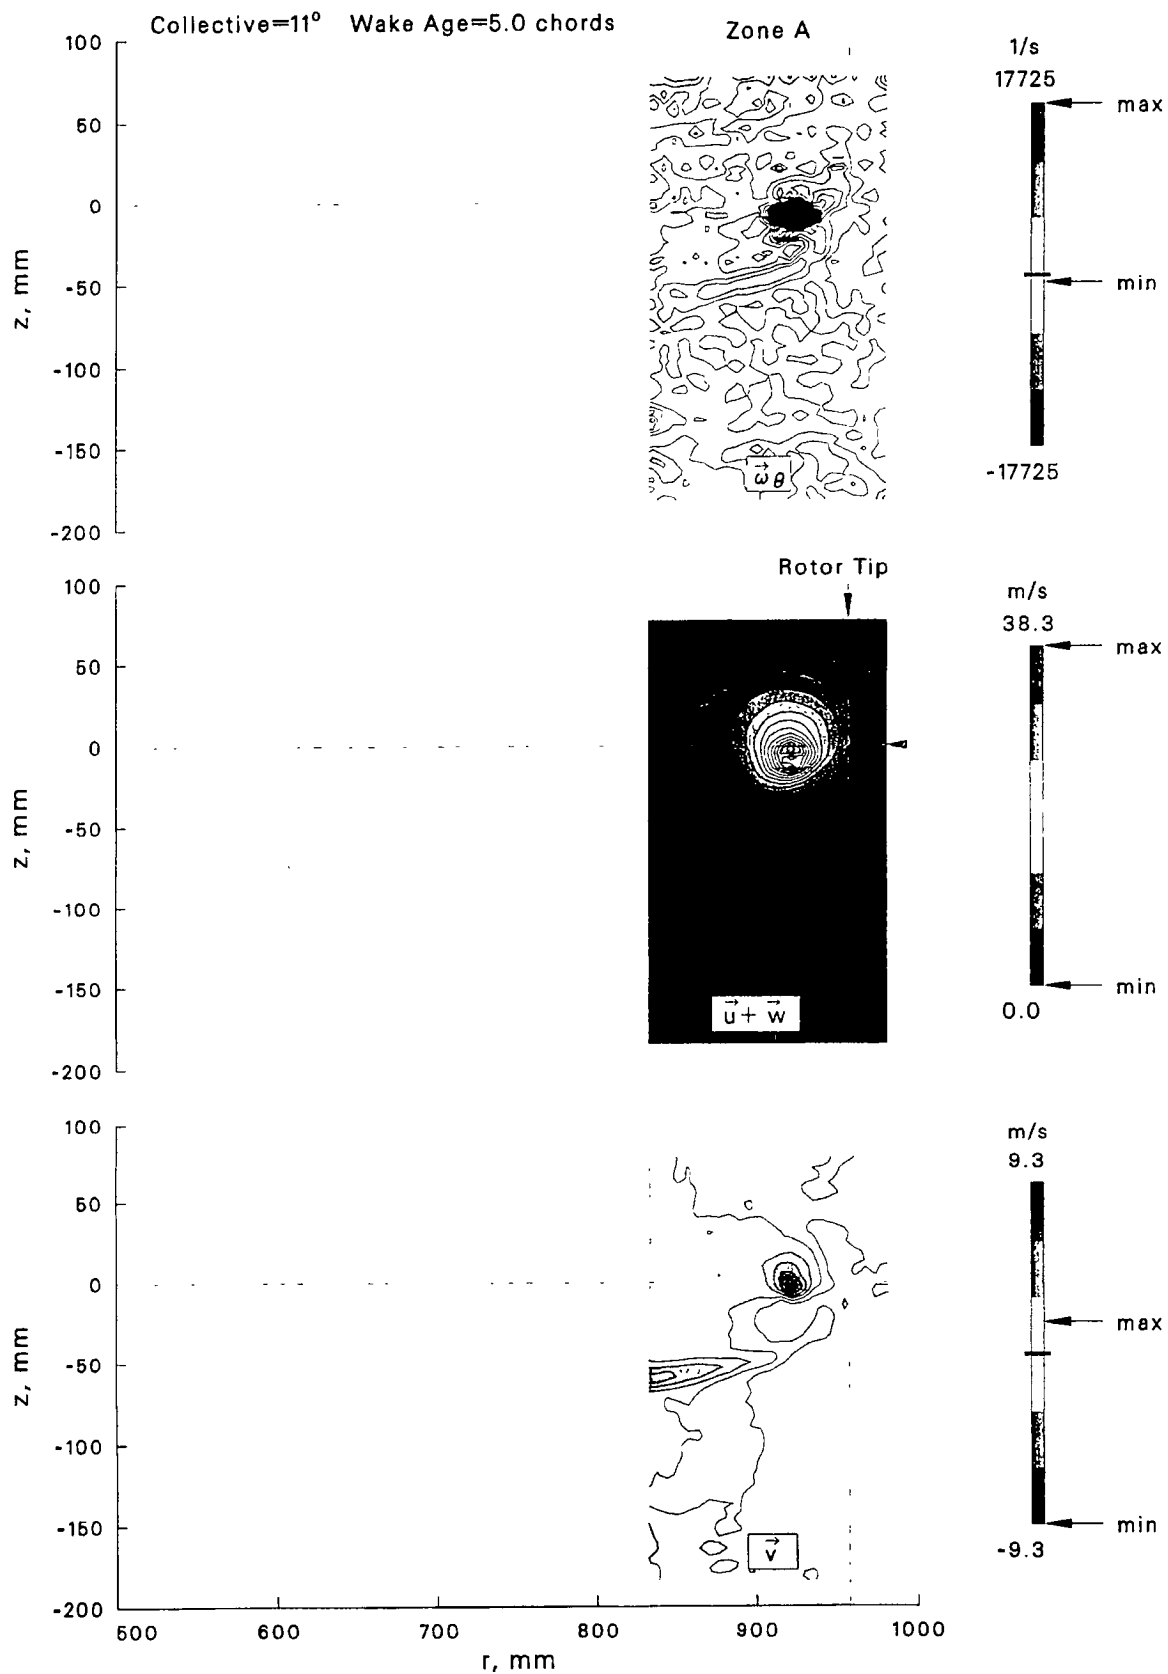 Collective=11° Wake Age=5.0 chords Zone A
1/s
17725
max
min
-17725
100
50
0
-50
-100
-150
-200
z, mm
ω⃗ θ
Rotor Tip
m/s
38.3
max
min
0.0
100
50
0
-50
-100
-150
-200
z, mm
u⃗ + w⃗
m/s
9.3
max
min
-9.3
100
50
0
-50
-100
-150
-200
z, mm
v⃗
500 600 700 800 900 1000
r, mm